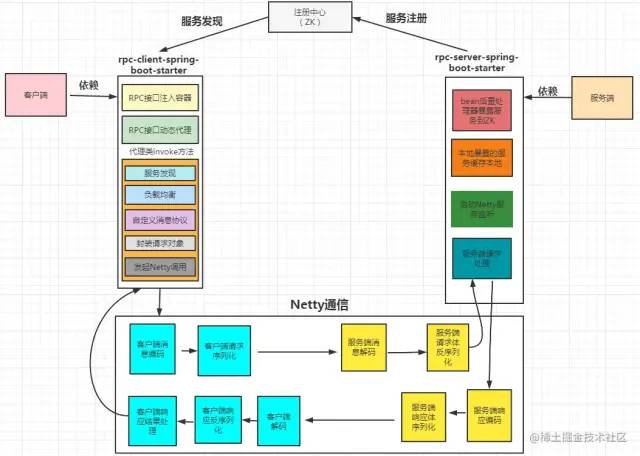 注册中心
（ZK）
服务发现
服务注册
rpc-client-spring-
boot-starter
rpc-server-spring-
boot-starter
客户端
依赖
RPC接口注入容器
RPC接口动态代理
代理类invoke方法
服务发现
负载均衡
自定义消息协议
封装请求对象
发起Netty调用
bean后置处
理器暴露服
务到ZK
本地暴露的服
务缓存本地
启动Netty服
务监听
服务端请求
处理
依赖
服务端
Netty通信
客户端消
息编码
客户端请求
序列化
服务端消
息解码
服务端
请求体
反序列化
客户端响
应结果处
理
客户端响
应反序列
化
客户端
解码
服务端
响应体
序列化
服务端响
应编码
@稀土掘金技术社区